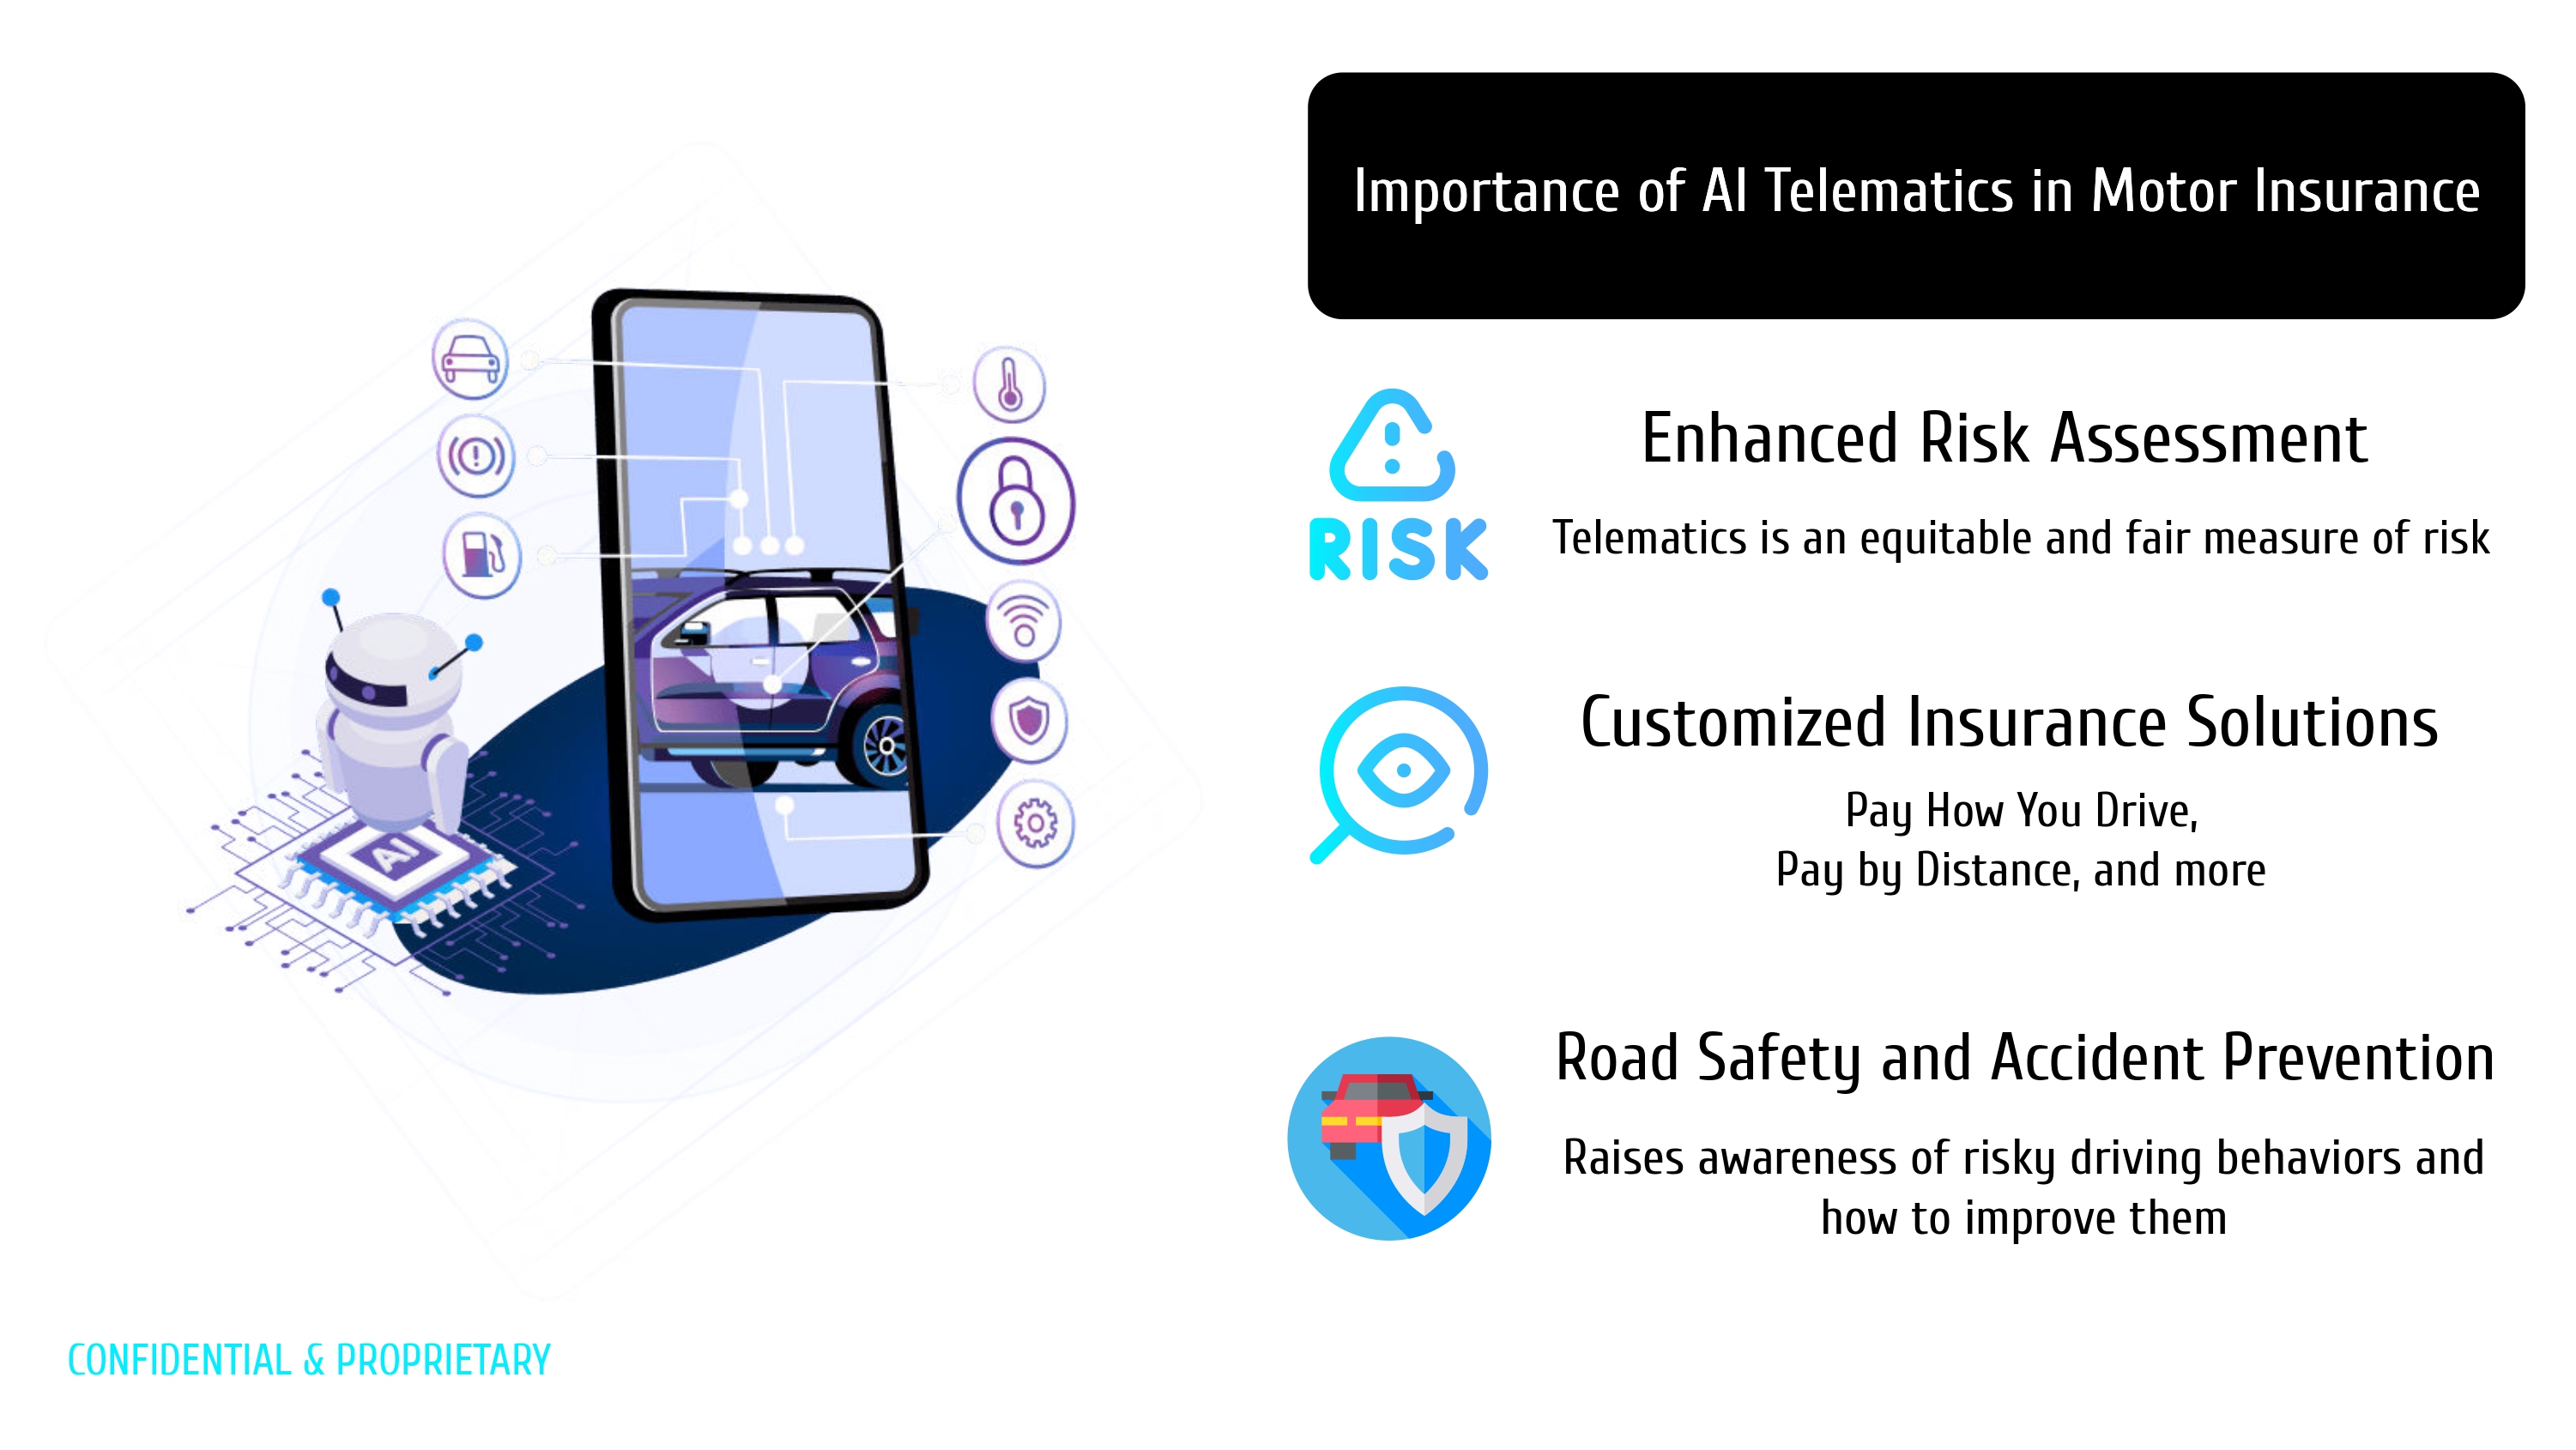 Importance of AI Telematics in Motor Insurance
RISK
Enhanced Risk Assessment
Telematics is an equitable and fair measure of risk
Customized Insurance Solutions
Pay How You Drive,
Pay by Distance, and more
Road Safety and Accident Prevention
Raises awareness of risky driving behaviors and
how to improve them
AI
CONFIDENTIAL & PROPRIETARY